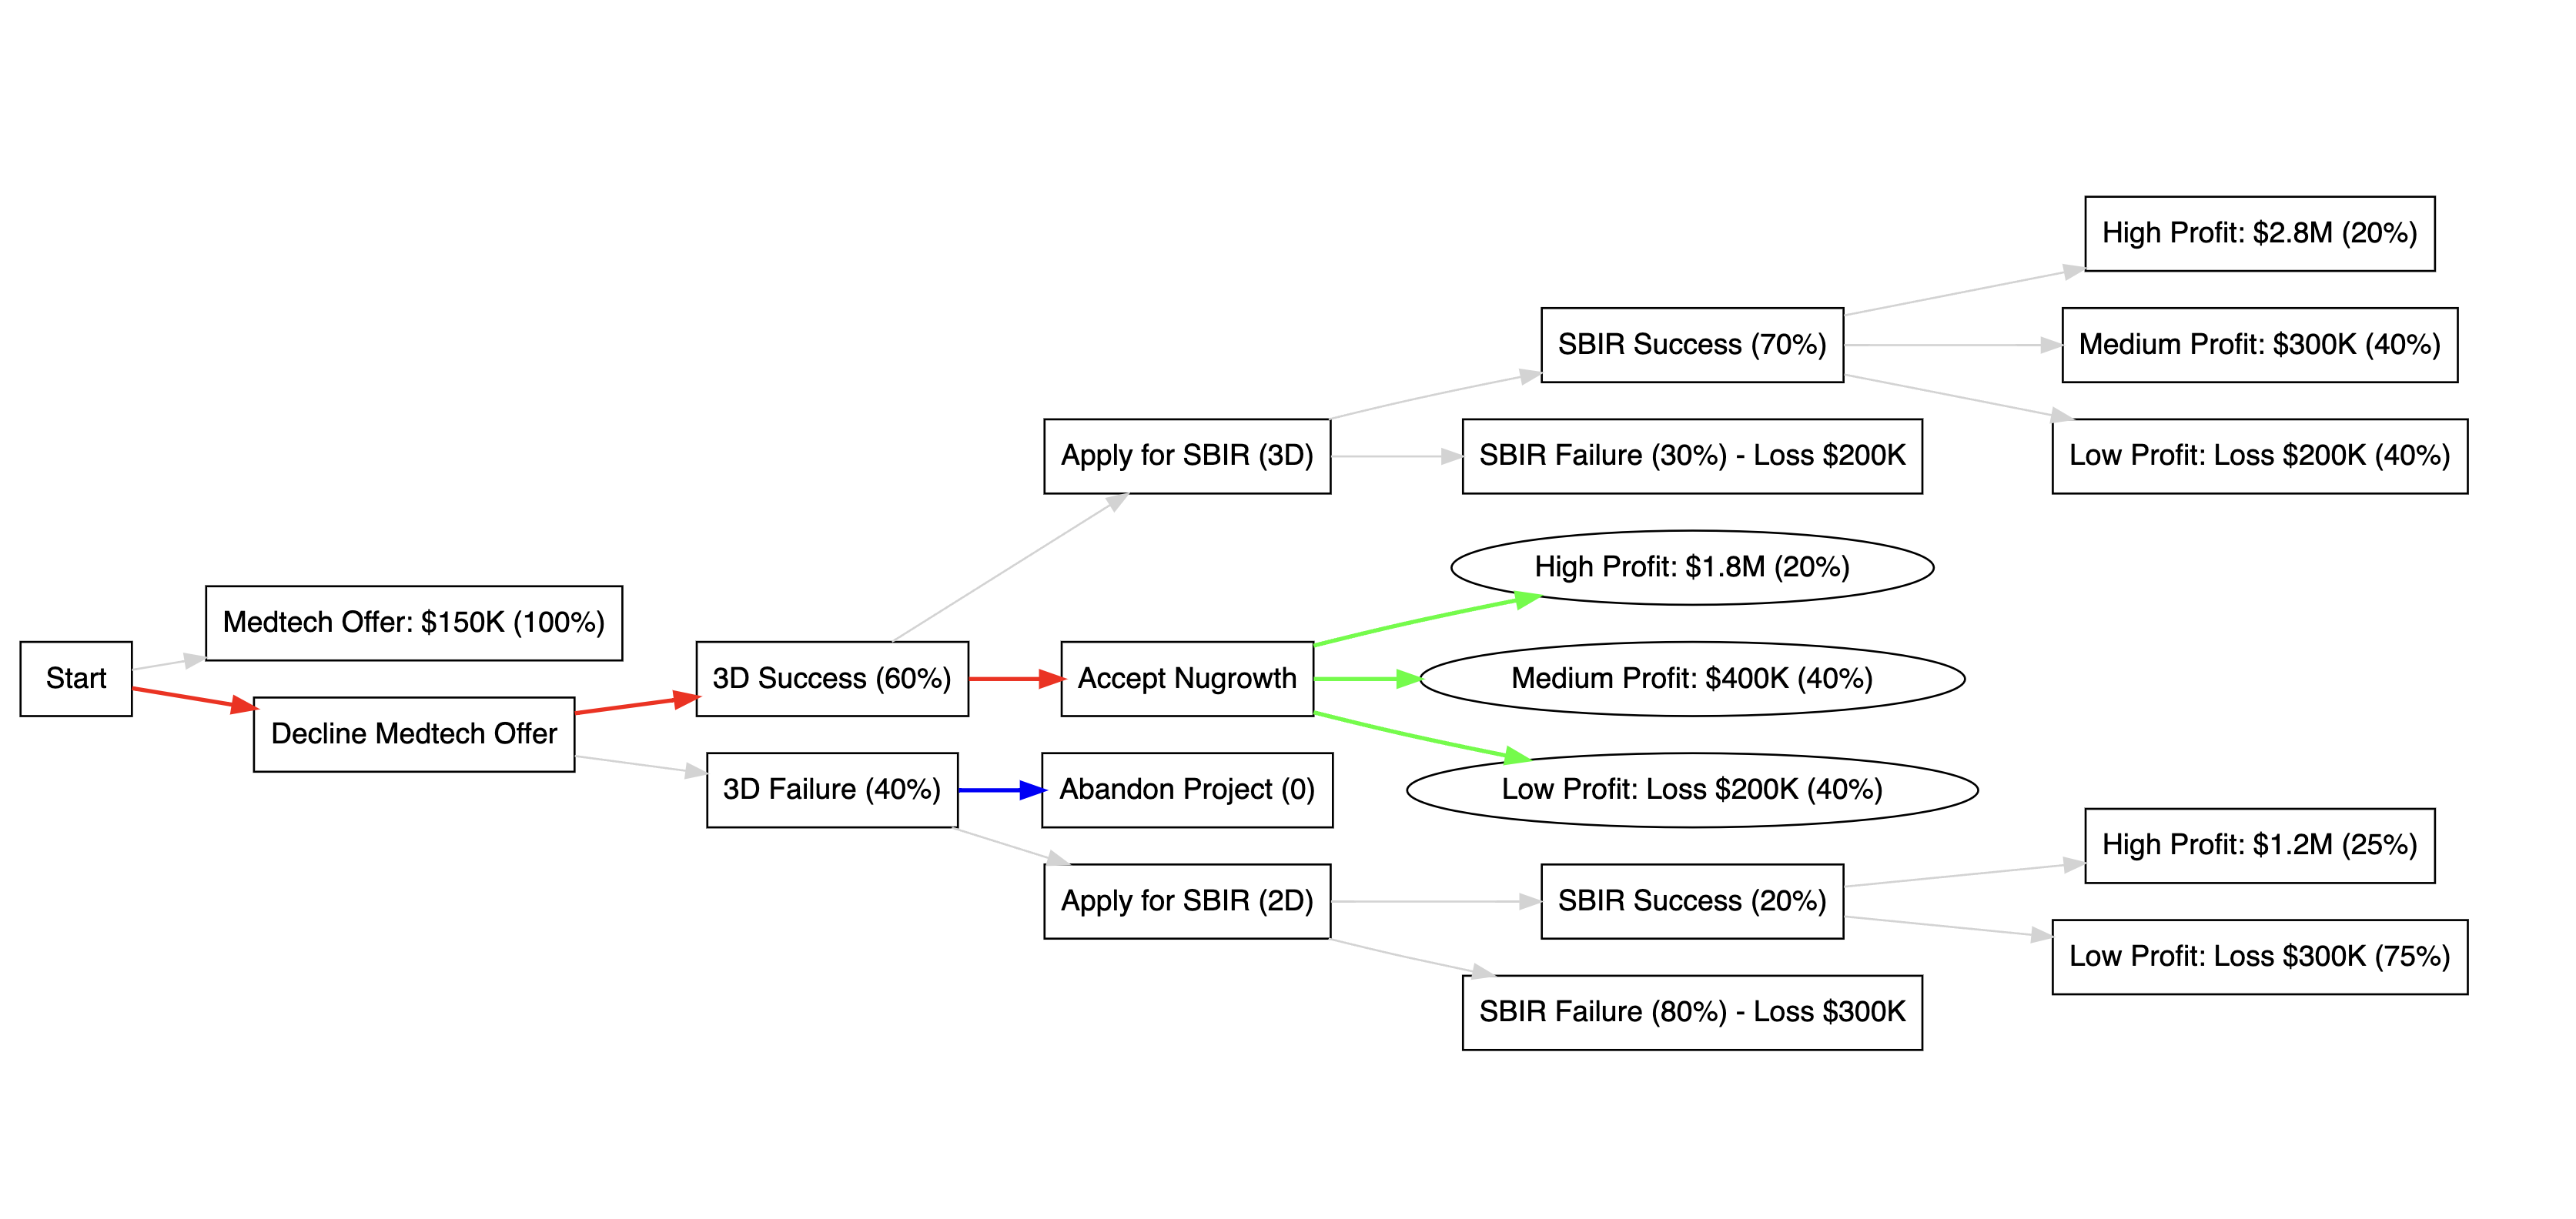 High Profit: $2.8M (20%)
SBIR Success (70%)
Medium Profit: $300K (40%)
Apply for SBIR (3D)
SBIR Failure (30%) - Loss $200K
Low Profit: Loss $200K (40%)
High Profit: $1.8M (20%)
Medtech Offer: $150K (100%)
Start
3D Success (60%)
Accept Nugrowth
Medium Profit: $400K (40%)
Decline Medtech Offer
3D Failure (40%)
Abandon Project (0)
Low Profit: Loss $200K (40%)
High Profit: $1.2M (25%)
Apply for SBIR (2D)
SBIR Success (20%)
Low Profit: Loss $300K (75%)
SBIR Failure (80%) - Loss $300K